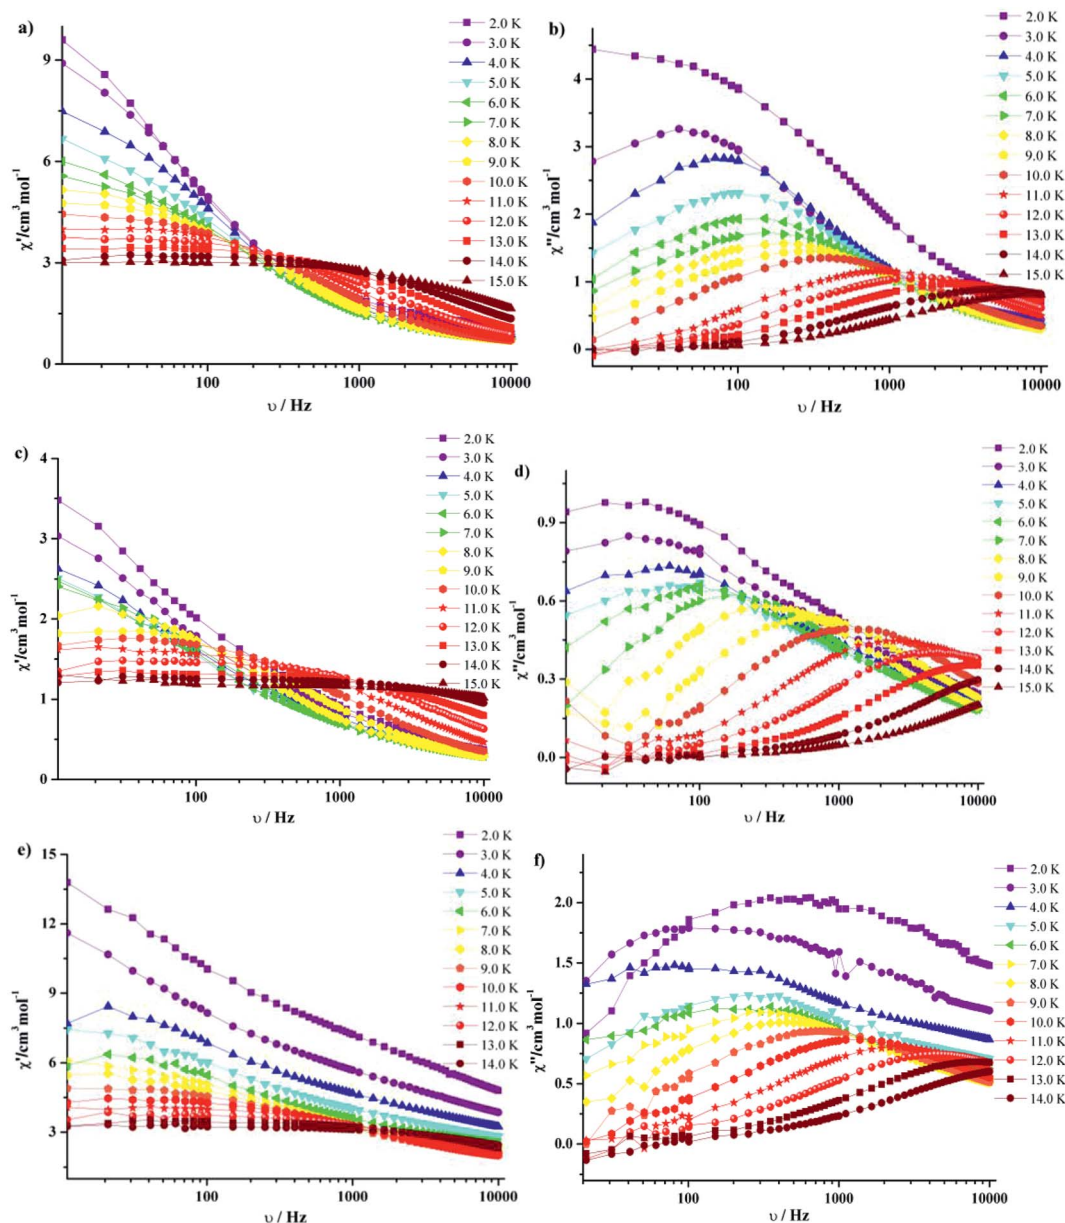 a)
χ'/cm³ mol⁻¹
9
6
3
0
100
1000
10000
υ / Hz
2.0 K
3.0 K
4.0 K
5.0 K
6.0 K
7.0 K
8.0 K
9.0 K
10.0 K
11.0 K
12.0 K
13.0 K
14.0 K
15.0 K
b)
χ"/cm³ mol⁻¹
4
3
2
1
0
100
1000
10000
υ / Hz
2.0 K
3.0 K
4.0 K
5.0 K
6.0 K
7.0 K
8.0 K
9.0 K
10.0 K
11.0 K
12.0 K
13.0 K
14.0 K
15.0 K
c)
χ'/cm³ mol⁻¹
4
3
2
1
0
100
1000
10000
υ / Hz
2.0 K
3.0 K
4.0 K
5.0 K
6.0 K
7.0 K
8.0 K
9.0 K
10.0 K
11.0 K
12.0 K
13.0 K
14.0 K
15.0 K
d)
χ"/cm³ mol⁻¹
0.9
0.6
0.3
0.0
100
1000
10000
υ / Hz
2.0 K
3.0 K
4.0 K
5.0 K
6.0 K
7.0 K
8.0 K
9.0 K
10.0 K
11.0 K
12.0 K
13.0 K
14.0 K
15.0 K
e)
χ'/cm³ mol⁻¹
15
12
9
6
3
100
1000
10000
υ / Hz
2.0 K
3.0 K
4.0 K
5.0 K
6.0 K
7.0 K
8.0 K
9.0 K
10.0 K
11.0 K
12.0 K
13.0 K
14.0 K
f)
χ"/cm³ mol⁻¹
2.0
1.5
1.0
0.5
0.0
100
1000
10000
υ / Hz
2.0 K
3.0 K
4.0 K
5.0 K
6.0 K
7.0 K
8.0 K
9.0 K
10.0 K
11.0 K
12.0 K
13.0 K
14.0 K